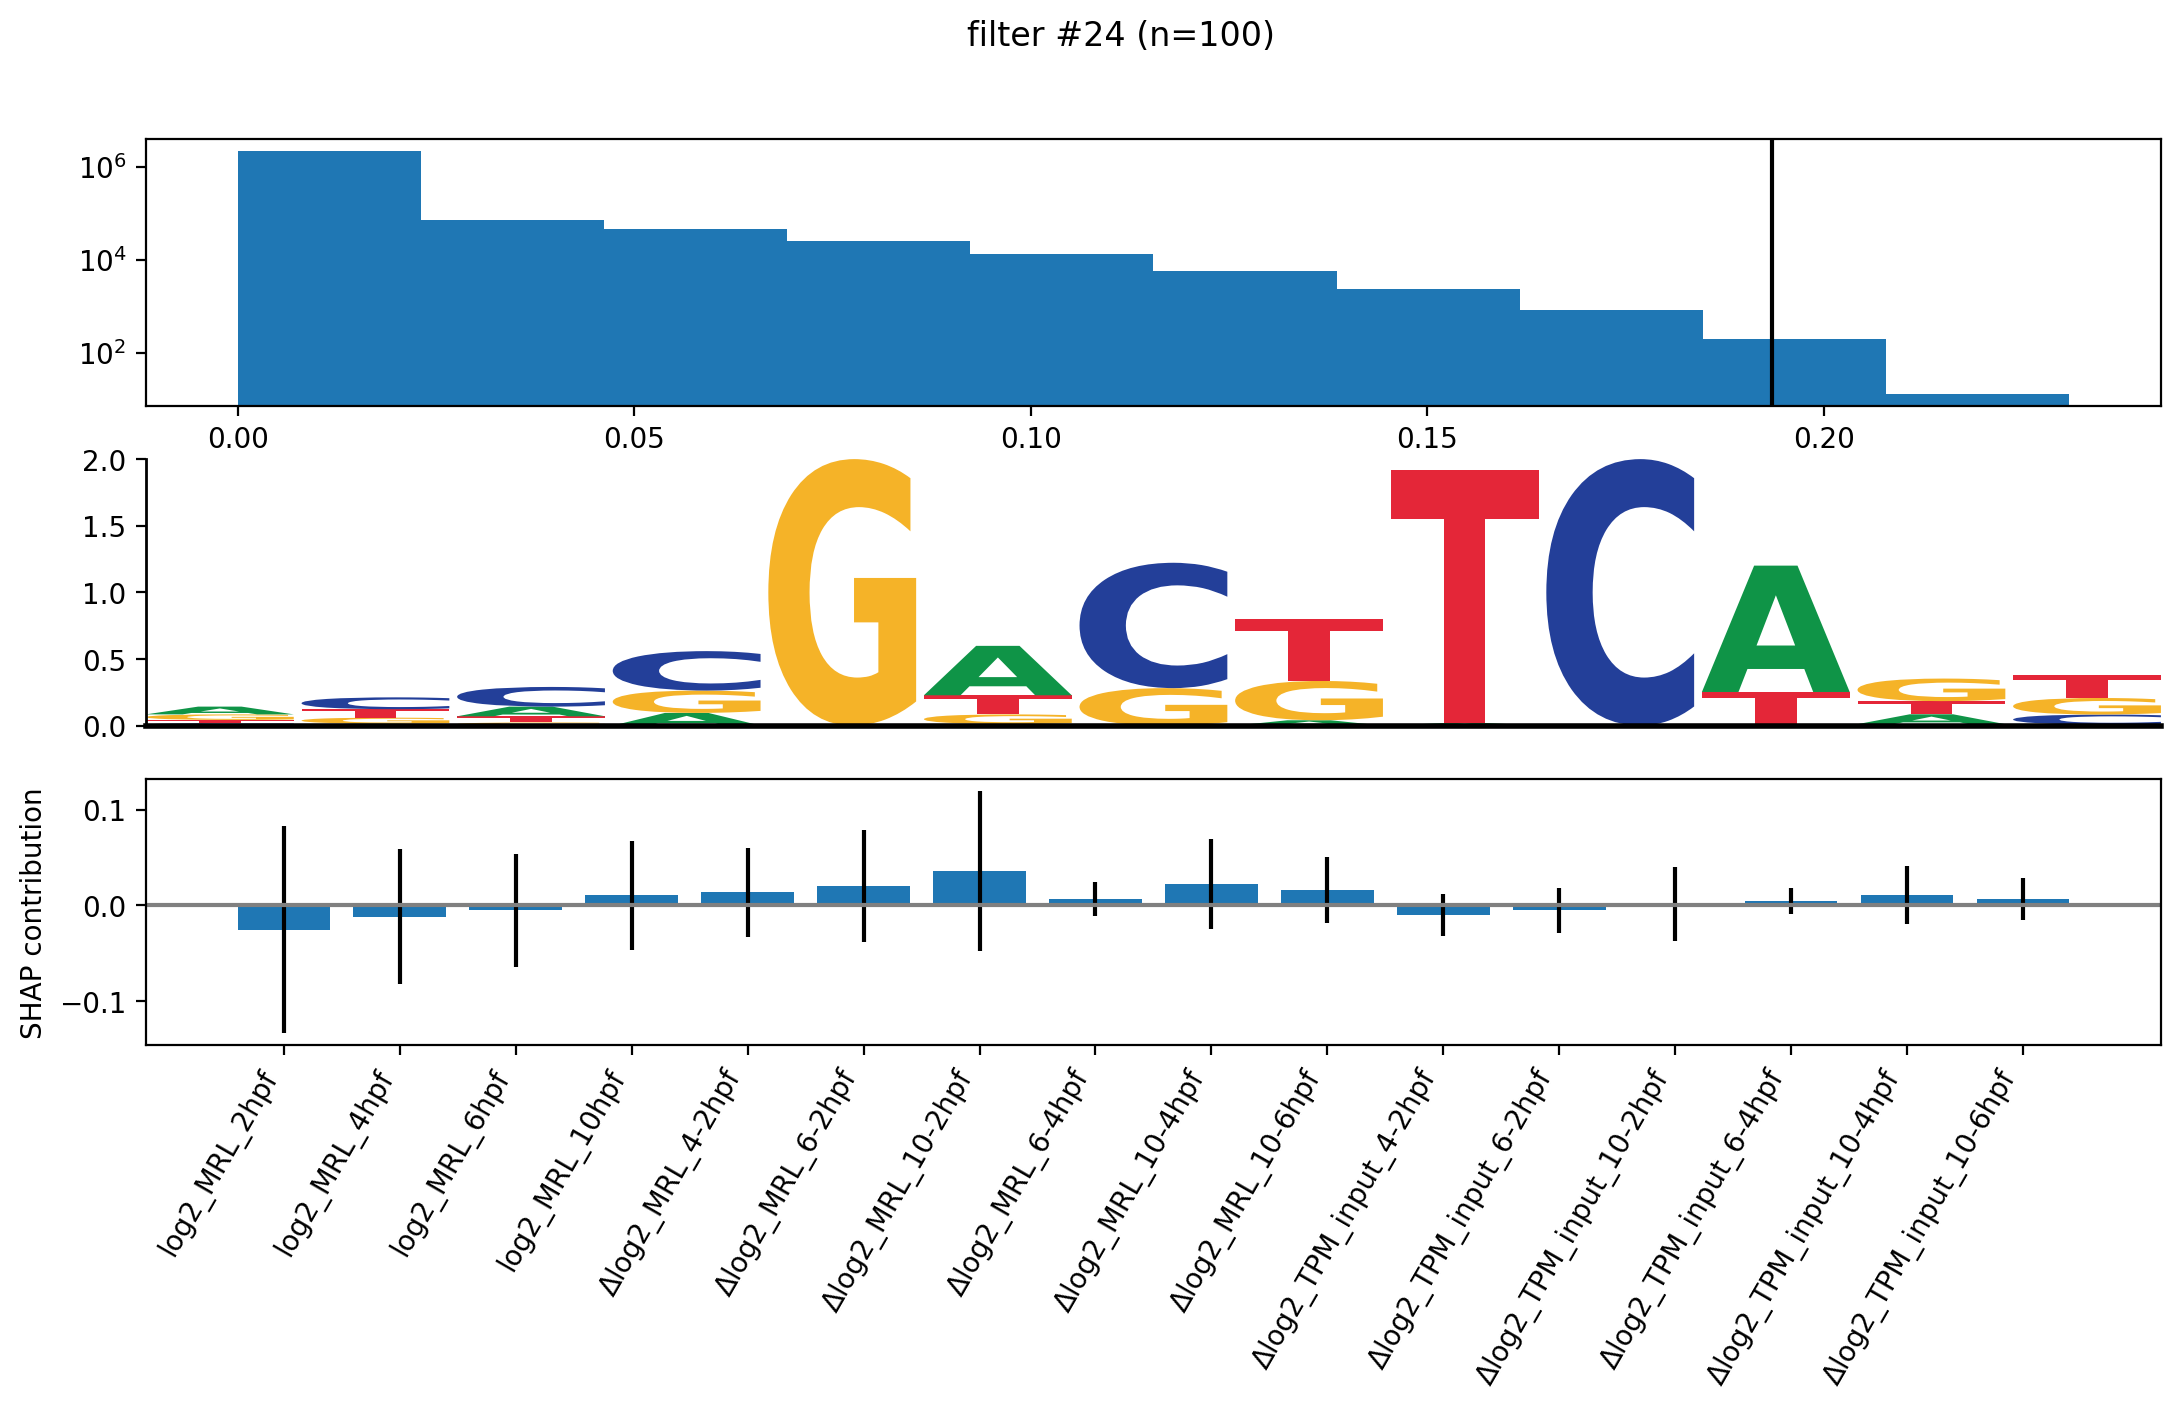 filter #24 (n=100)
10^6
10^4
10^2
0.00 0.05 0.10 0.15 0.20
2.0
1.5
1.0
0.5
0.0
SHAP contribution
0.1
0.0
−0.1
log2_MRL_2hpf
log2_MRL_4hpf
log2_MRL_6hpf
log2_MRL_10hpf
Δlog2_MRL_4-2hpf
Δlog2_MRL_6-2hpf
Δlog2_MRL_10-2hpf
Δlog2_MRL_6-4hpf
Δlog2_MRL_10-4hpf
Δlog2_MRL_10-6hpf
Δlog2_TPM_input_4-2hpf
Δlog2_TPM_input_6-2hpf
Δlog2_TPM_input_10-2hpf
Δlog2_TPM_input_6-4hpf
Δlog2_TPM_input_10-4hpf
Δlog2_TPM_input_10-6hpf